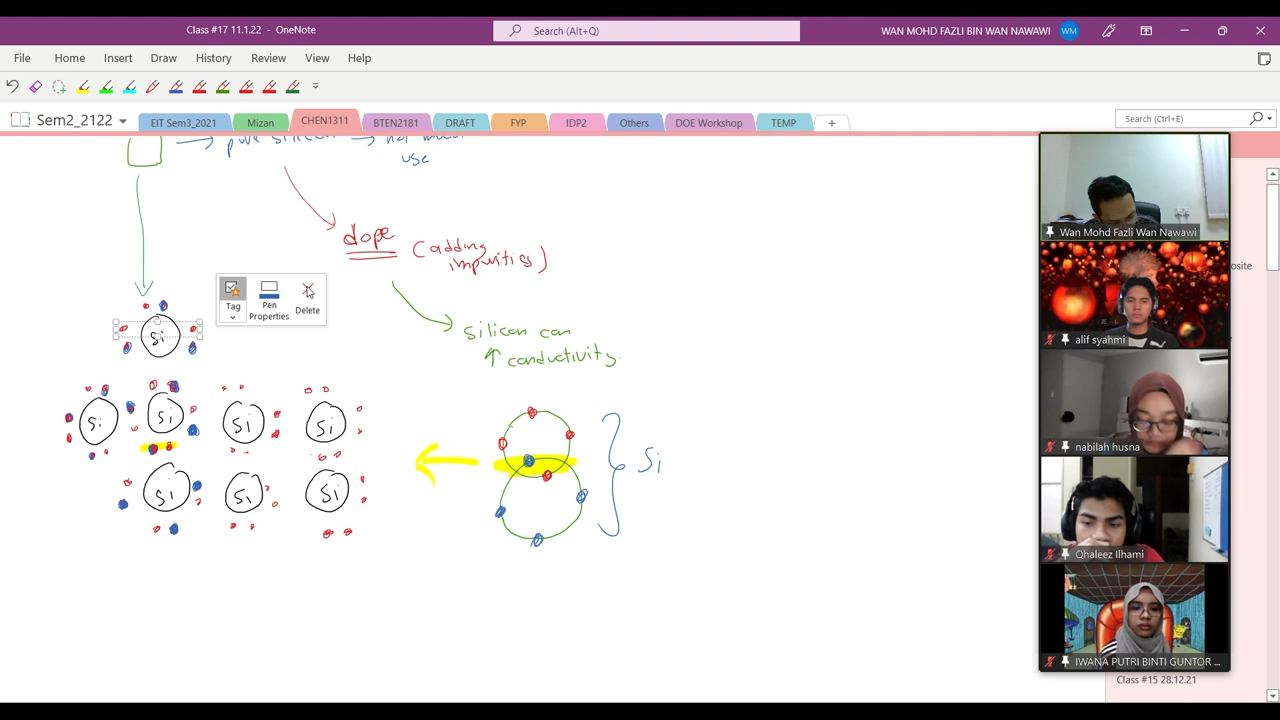 Class #17 11.1.22 - OneNote
Search (Alt+Q)
WAN MOHD FAZLI BIN WAN NAWAWI
WM
File
Home
Insert
Draw
History
Review
View
Help
Sem2_2122
EIT Sem3_2021
Mizan
CHEN1311
BTEN2181
DRAFT
FYP
IDP2
Others
DOE Workshop
TEMP
+
Search (Ctrl+E)
pure silicon
use
dope
(adding
impurities)
Tag
Pen
Properties
Delete
silicon can
↑ conductivity.
Si
Si
Si
Si
Si
Si
Si
Si
Si
Wan Mohd Fazli Wan Nawawi
alif syahmi
nabilah husna
Qhaleez Ilhami
IWANA PUTRI BINTI GUNTOR ...
Class #15 28.12.21